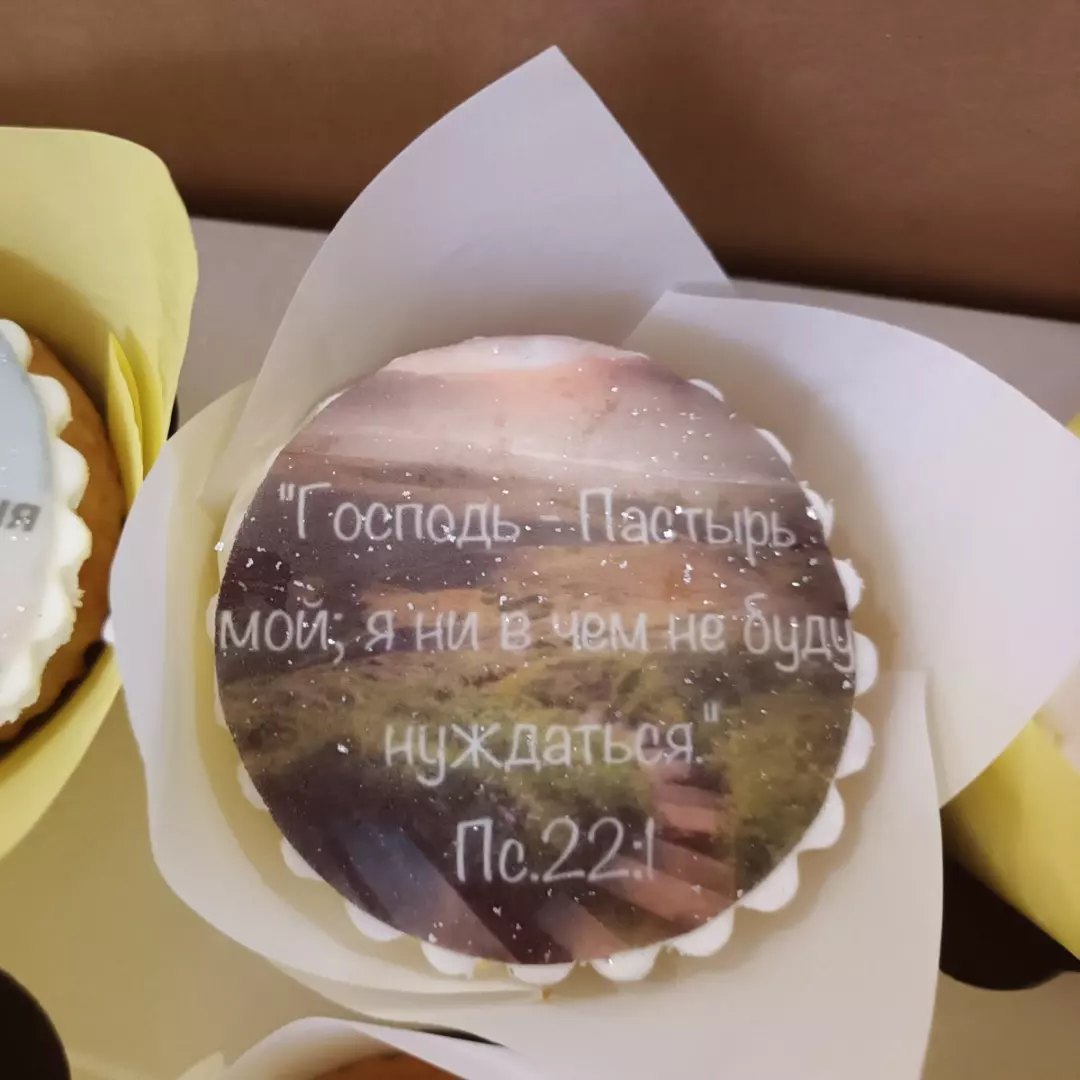 "Господь - Пастырь
мой; я ни в чем не буду
нуждаться."
Пс.22:1